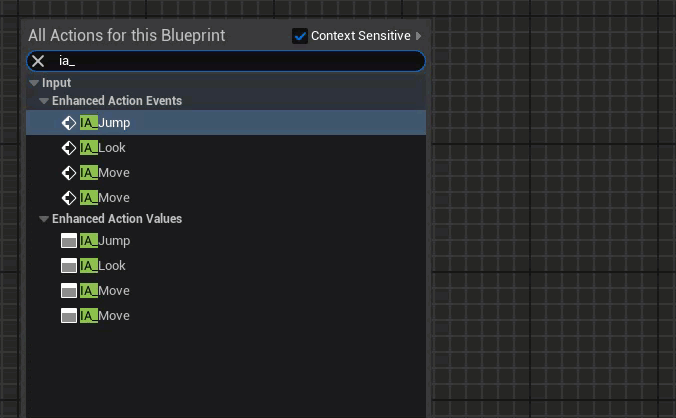 All Actions for this Blueprint Context Sensitive
ia_
Input
Enhanced Action Events
IA_Jump
IA_Look
IA_Move
IA_Move
Enhanced Action Values
IA_Jump
IA_Look
IA_Move
IA_Move